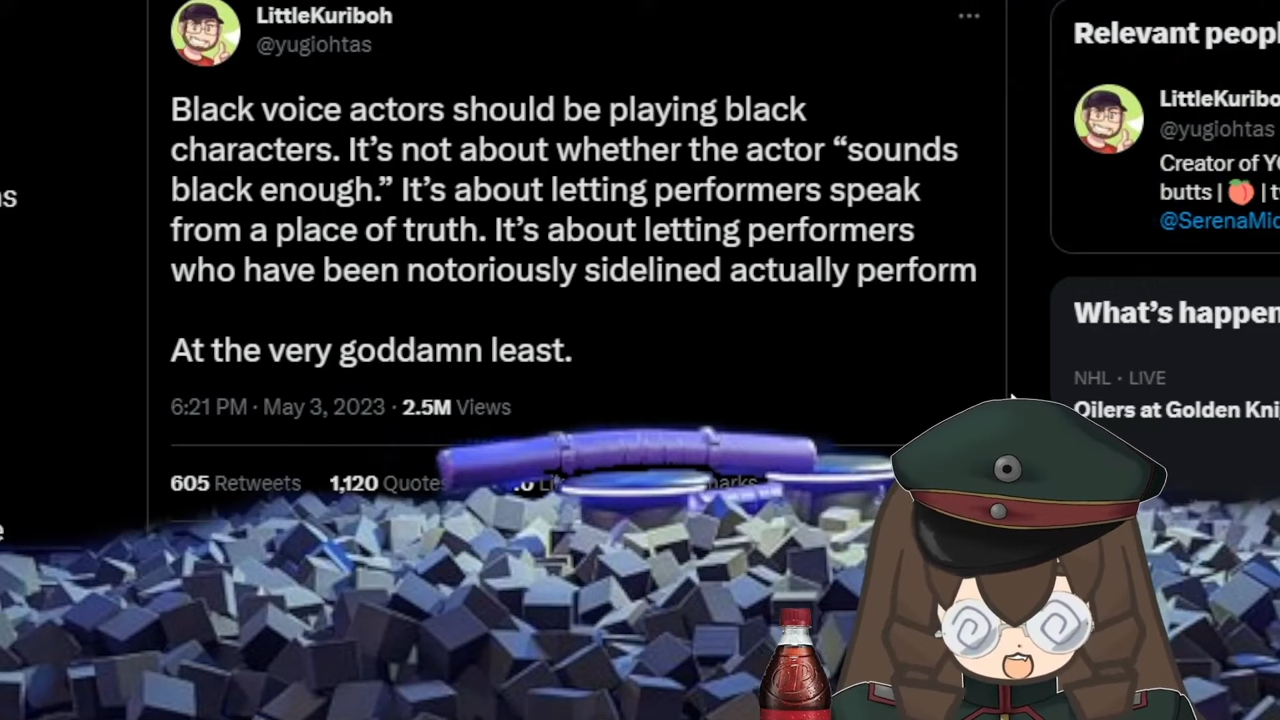 LittleKuriboh
@yugiohtas
Black voice actors should be playing black
characters. It’s not about whether the actor “sounds
black enough.” It’s about letting performers speak
from a place of truth. It’s about letting performers
who have been notoriously sidelined actually perform
At the very goddamn least.
6:21 PM · May 3, 2023 · 2.5M Views
605 Retweets 1,120 Quotes
Relevant peopl
LittleKuribo
@yugiohtas
Creator of Y
butts | 🍑 | t
@SerenaMic
What’s happen
NHL · LIVE
Oilers at Golden Kni